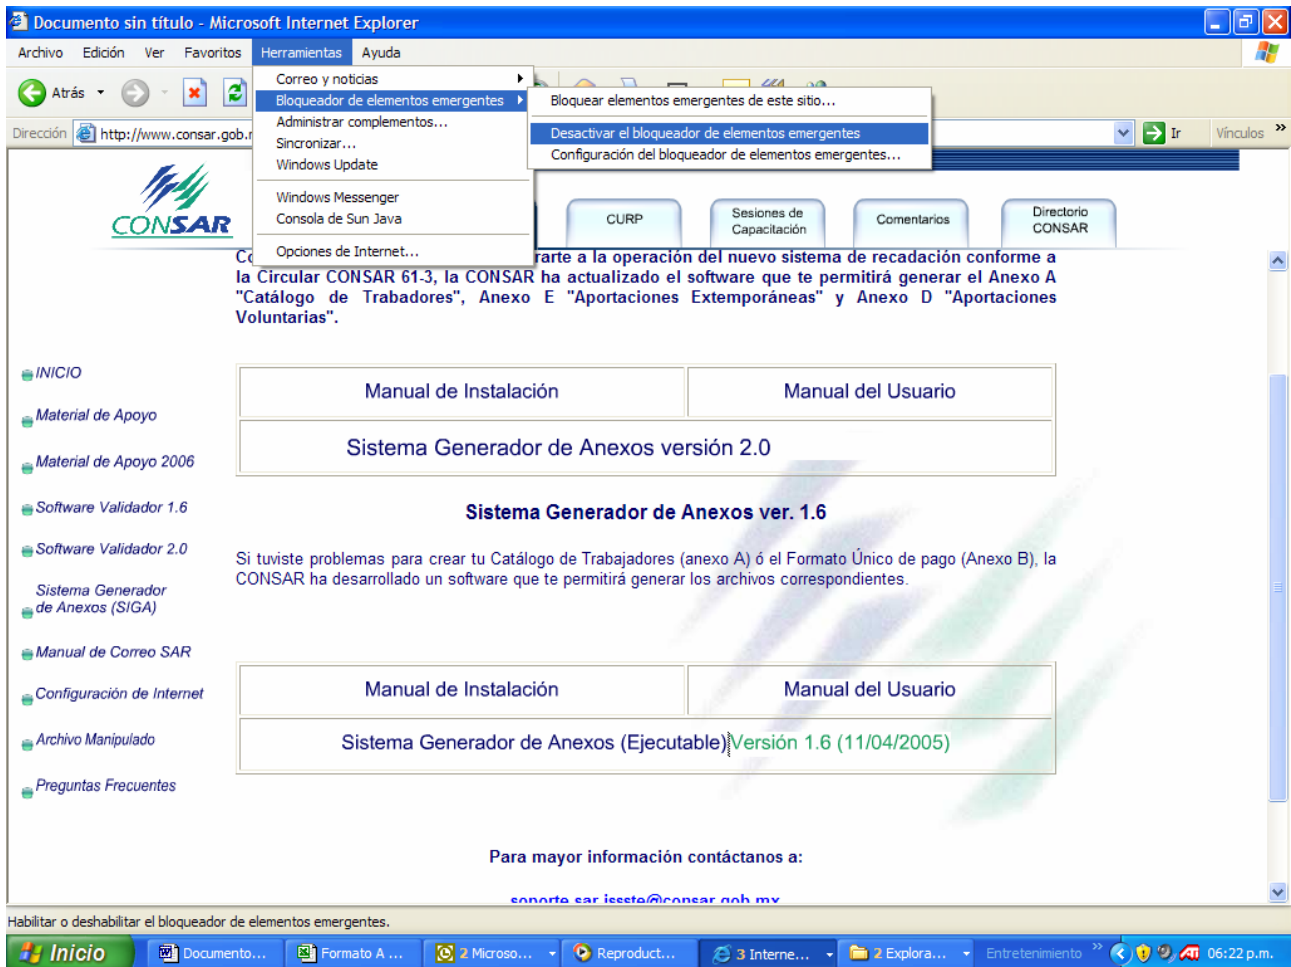 Documento sin título - Microsoft Internet Explorer
Archivo Edición Ver Favoritos Herramientas Ayuda
Atrás
Correo y noticias
Bloqueador de elementos emergentes
Administrar complementos...
Sincronizar...
Windows Update
Windows Messenger
Consola de Sun Java
Opciones de Internet...
Bloquear elementos emergentes de este sitio...
Desactivar el bloqueador de elementos emergentes
Configuración del bloqueador de elementos emergentes...
Dirección http://www.consar.gob. Ir Vínculos
CONSAR
CURP
Sesiones de Capacitación
Comentarios
Directorio CONSAR
a la operación del nuevo sistema de recadación conforme a
la Circular CONSAR 61-3, la CONSAR ha actualizado el software que te permitirá generar el Anexo A
"Catálogo de Trabadores", Anexo E "Aportaciones Extemporáneas" y Anexo D "Aportaciones
Voluntarias".
INICIO
Material de Apoyo
Material de Apoyo 2006
Software Validador 1.6
Software Validador 2.0
Sistema Generador
de Anexos (SIGA)
Manual de Correo SAR
Configuración de Internet
Archivo Manipulado
Preguntas Frecuentes
Manual de Instalación Manual del Usuario
Sistema Generador de Anexos versión 2.0
Sistema Generador de Anexos ver. 1.6
Si tuviste problemas para crear tu Catálogo de Trabajadores (anexo A) ó el Formato Único de pago (Anexo B), la
CONSAR ha desarrollado un software que te permitirá generar los archivos correspondientes.
Manual de Instalación Manual del Usuario
Sistema Generador de Anexos (Ejecutable) Versión 1.6 (11/04/2005)
Para mayor información contáctanos a:
soporte.sar.issste@consar.gob.mx
Habilitar o deshabilitar el bloqueador de elementos emergentes.
Inicio Documento... Formato A ... 2 Microso... Reproduct... 3 Interne... 2 Explora... Entretenimiento 06:22 p.m.